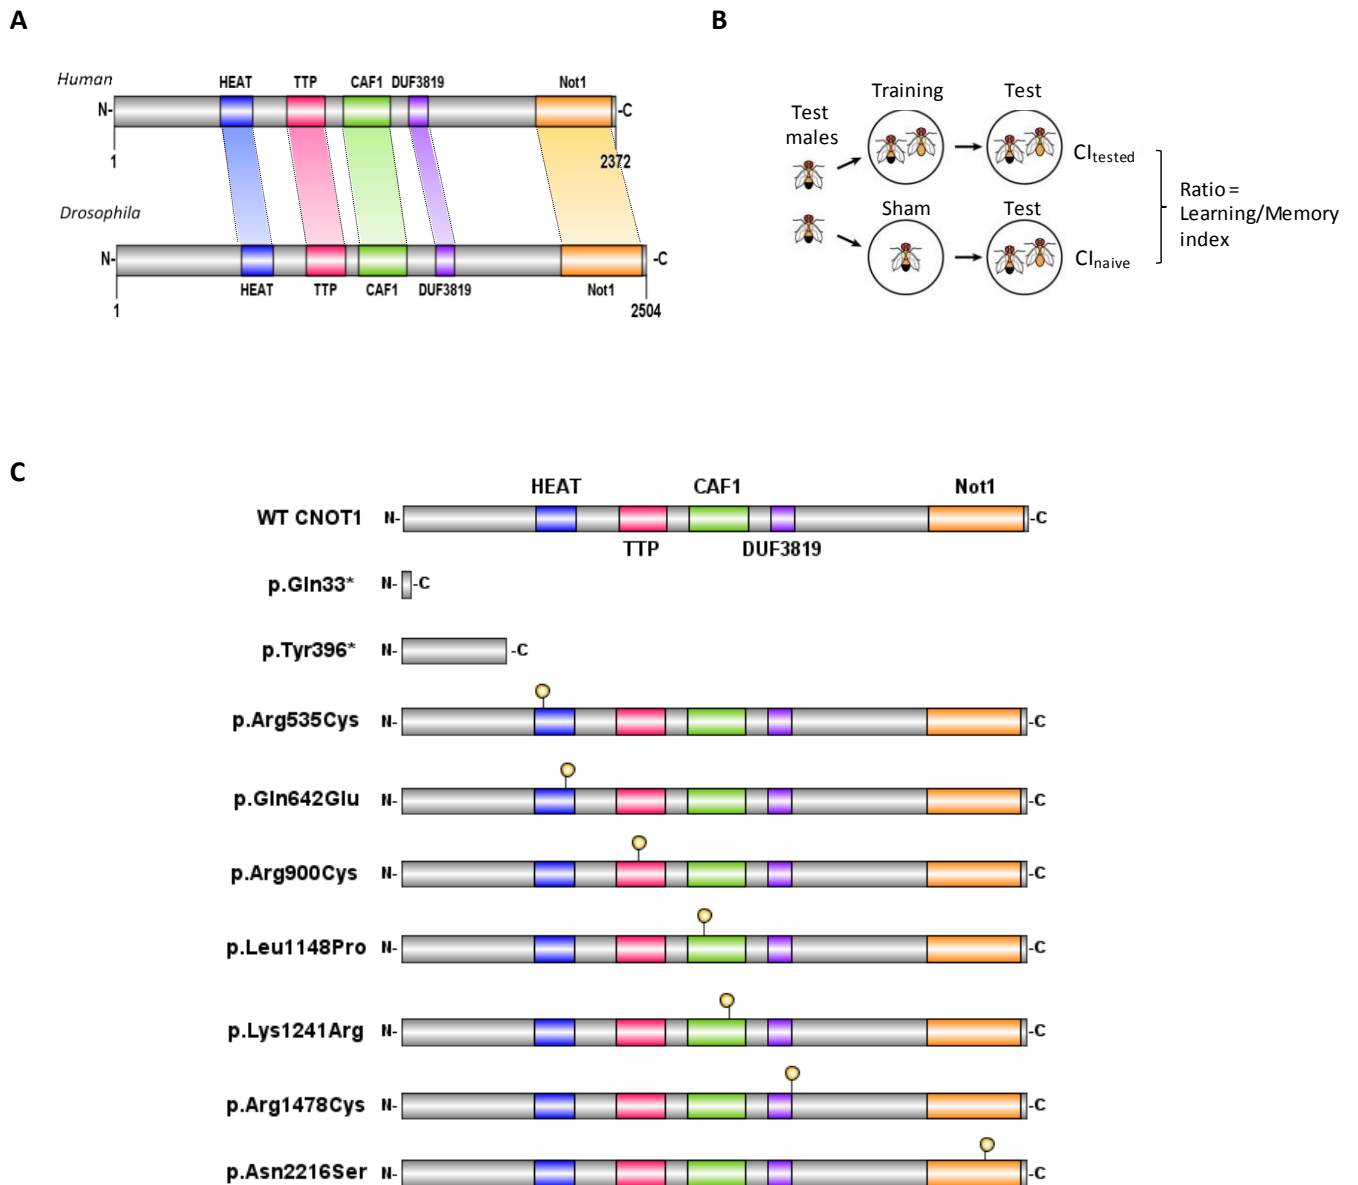 A
Human
HEAT TTP CAF1 DUF3819 Not1
N- -C
1 2372
Drosophila
N- -C
HEAT TTP CAF1 DUF3819 Not1
1 2504
B
Training Test
Test
males
CItested
Sham Test
CInaive
Ratio =
Learning/Memory
index
C
HEAT CAF1 Not1
WT CNOT1 N- -C
TTP DUF3819
p.Gln33* N- -C
p.Tyr396* N- -C
p.Arg535Cys N- -C
p.Gln642Glu N- -C
p.Arg900Cys N- -C
p.Leu1148Pro N- -C
p.Lys1241Arg N- -C
p.Arg1478Cys N- -C
p.Asn2216Ser N- -C